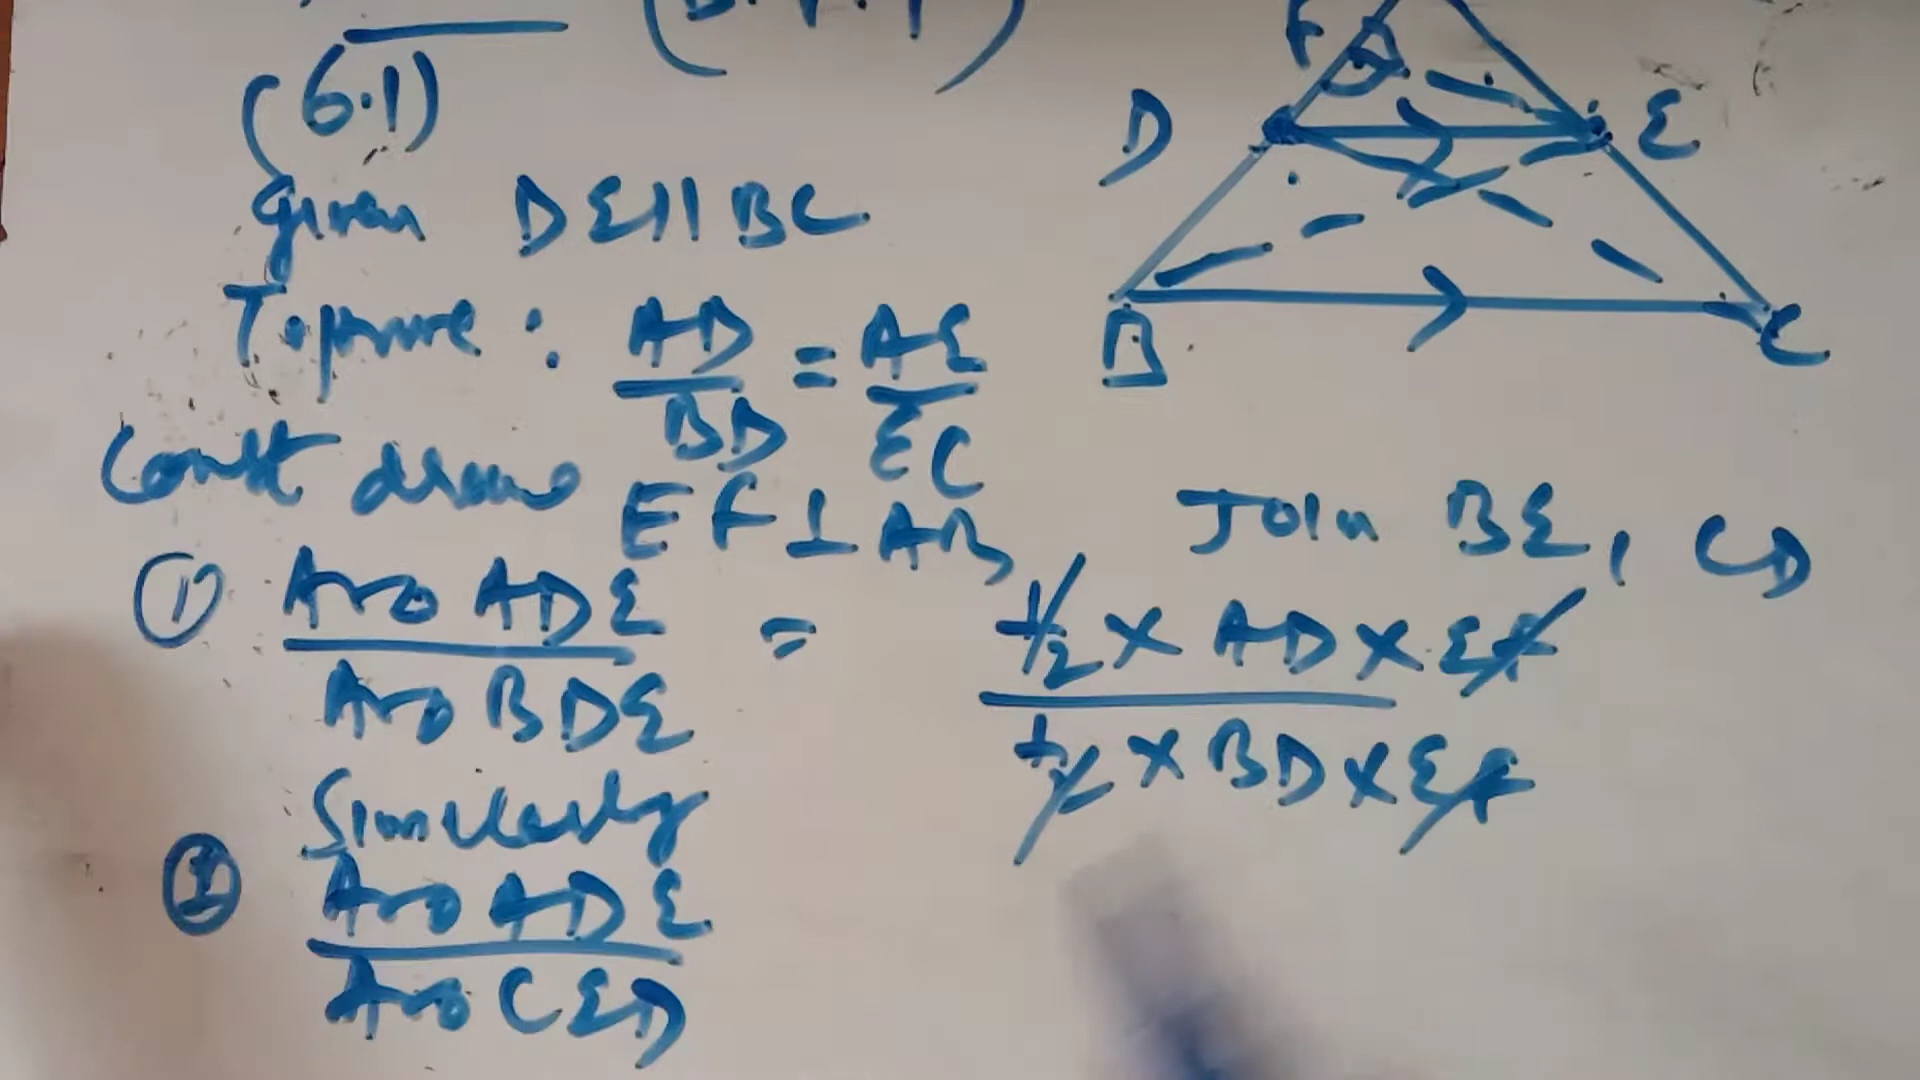 (6.1)
Given DE||BC
To prove : AD/BD = AE/EC
Const draw EF ⊥ AB
Join BE, CD
① Ar △ ADE / Ar △ BDE = 1/2 × AD × EF / 1/2 × BD × EF
Similarly
② Ar △ ADE / Ar △ CED
F
D
E
B
C